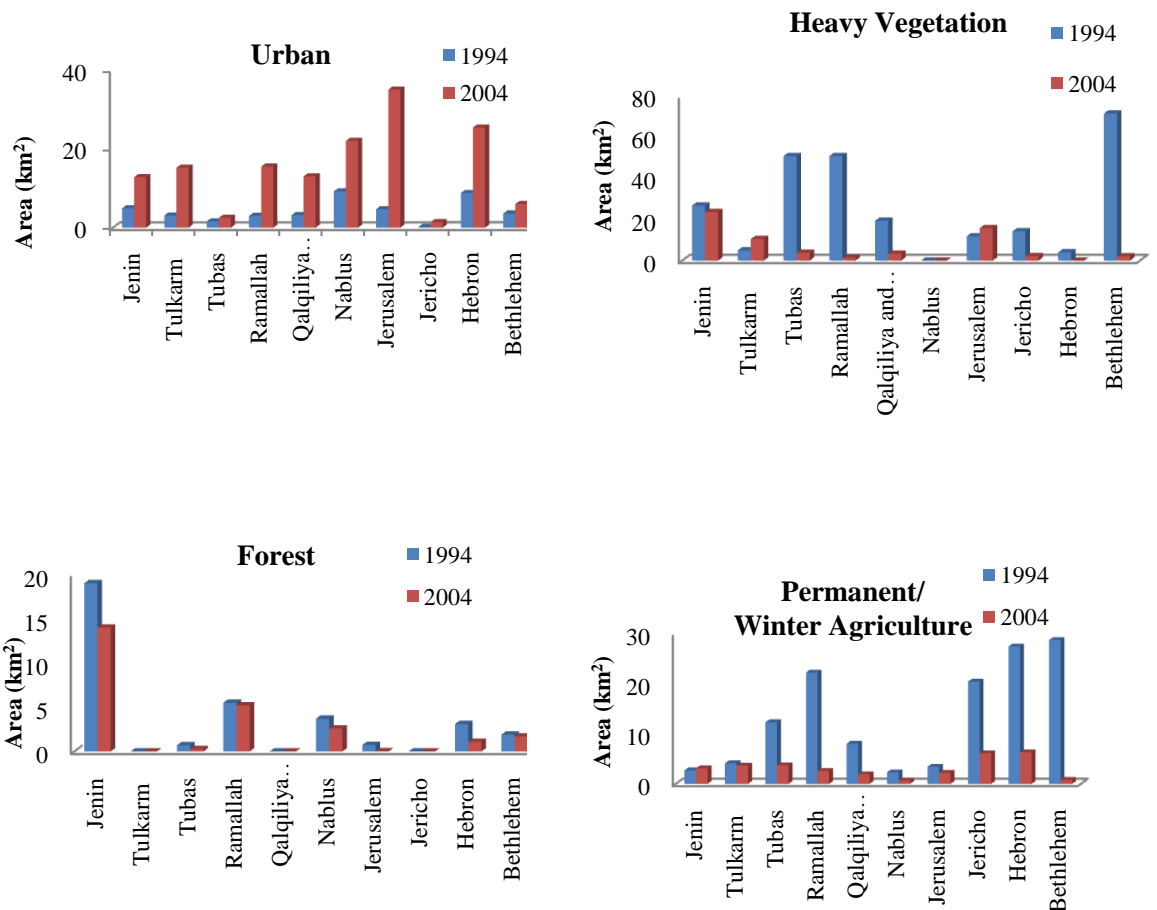 Urban
1994
2004
Area (km²)
40
20
0
Jenin
Tulkarm
Tubas
Ramallah
Qalqiliya…
Nablus
Jerusalem
Jericho
Hebron
Bethlehem
Heavy Vegetation
1994
2004
Area (km²)
80
60
40
20
0
Jenin
Tulkarm
Tubas
Ramallah
Qalqiliya and…
Nablus
Jerusalem
Jericho
Hebron
Bethlehem
Forest
1994
2004
Area (km²)
20
15
10
5
0
Jenin
Tulkarm
Tubas
Ramallah
Qalqiliya…
Nablus
Jerusalem
Jericho
Hebron
Bethlehem
Permanent/
Winter Agriculture
1994
2004
Area (km²)
30
20
10
0
Jenin
Tulkarm
Tubas
Ramallah
Qalqiliya…
Nablus
Jerusalem
Jericho
Hebron
Bethlehem